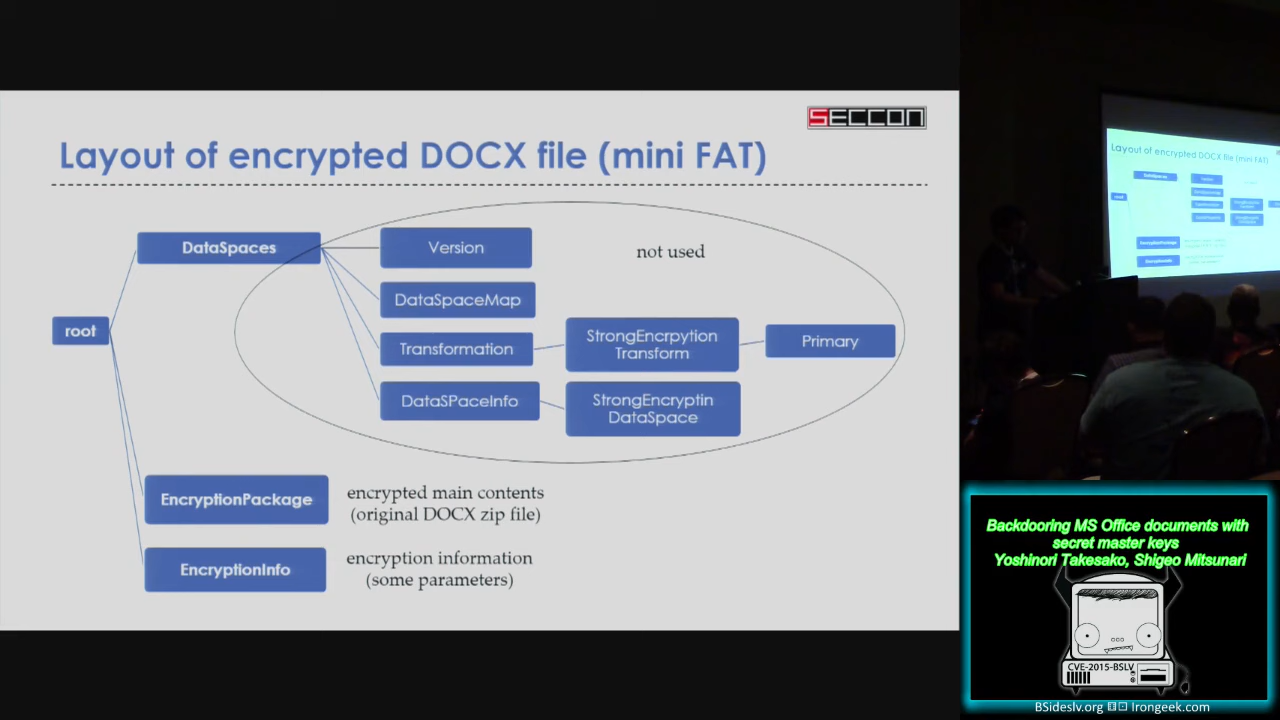 SECCON
Layout of encrypted DOCX file (mini FAT)
DataSpaces
Version
not used
DataSpaceMap
root
Transformation
StrongEncrpytion
Transform
Primary
DataSPaceInfo
StrongEncryptin
DataSpace
EncryptionPackage
encrypted main contents
(original DOCX zip file)
EncryptionInfo
encryption information
(some parameters)
Layout of encrypted DOCX file (mini FAT)
Backdooring MS Office documents with
secret master keys
Yoshinori Takesako, Shigeo Mitsunari
CVE-2015-BSLV
BSideslv.org Irongeek.com